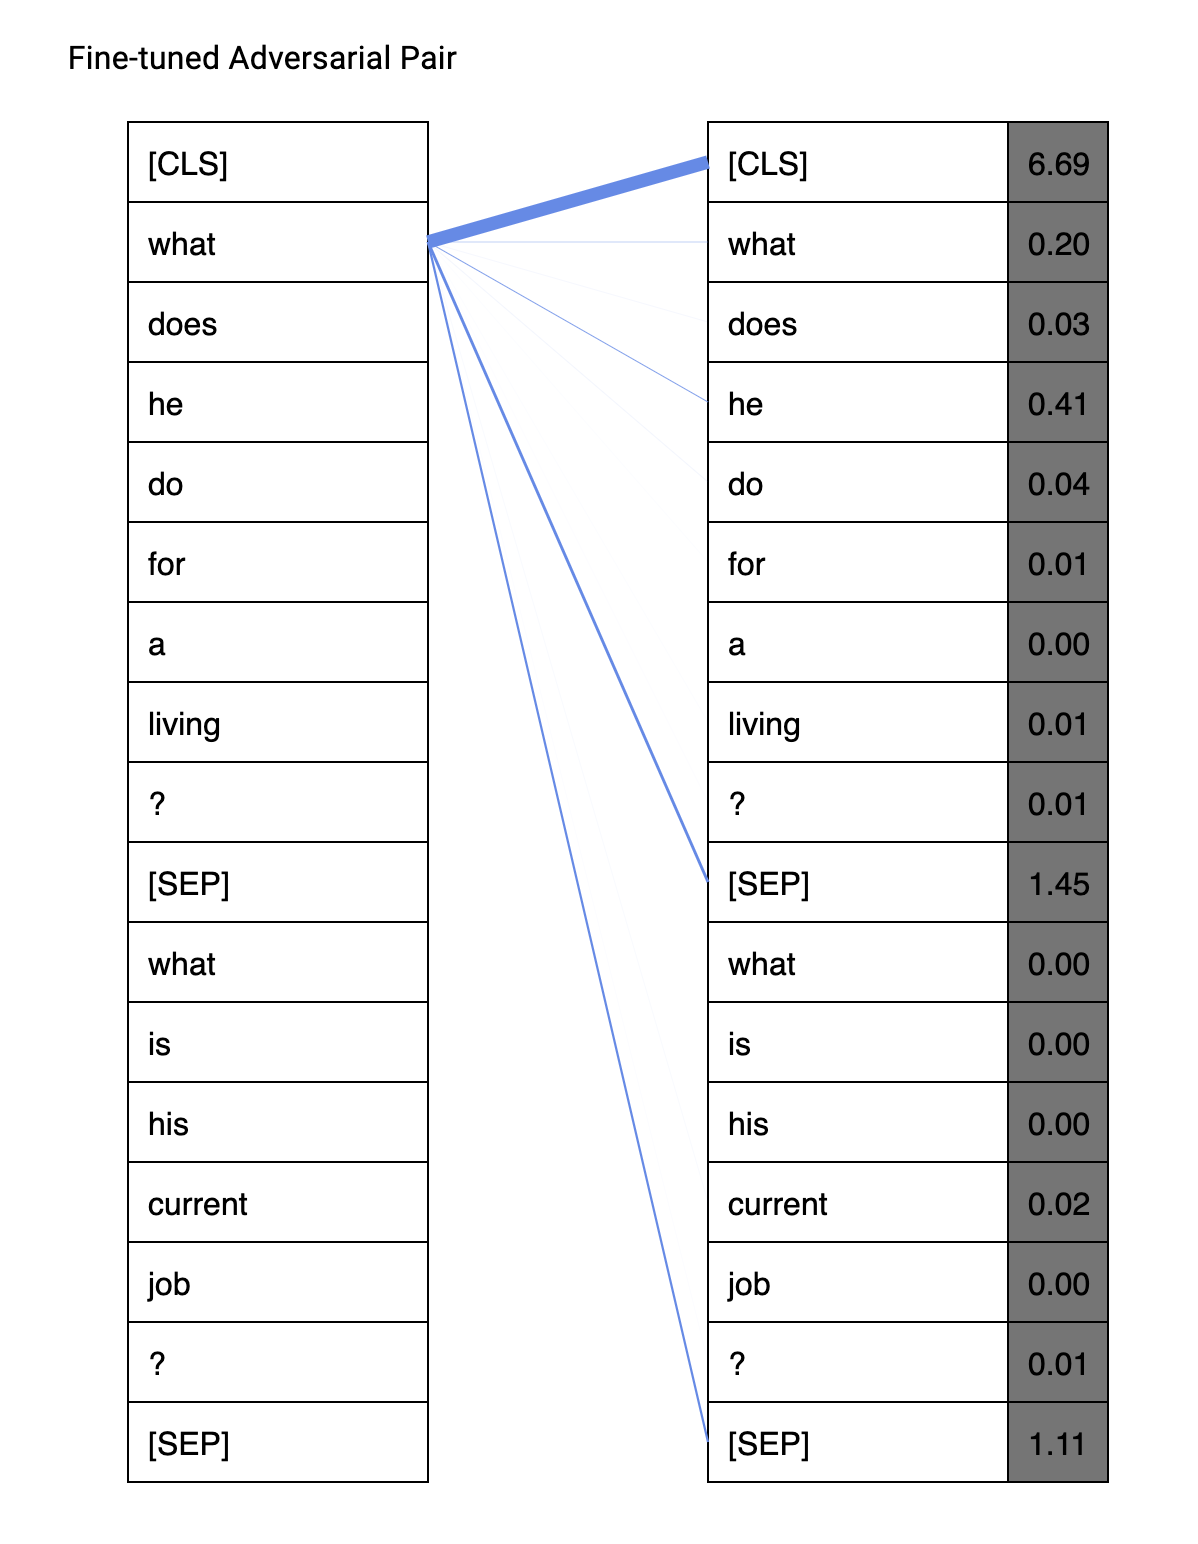 Fine-tuned Adversarial Pair
[CLS] [CLS] 6.69
what what 0.20
does does 0.03
he he 0.41
do do 0.04
for for 0.01
a a 0.00
living living 0.01
? ? 0.01
[SEP] [SEP] 1.45
what what 0.00
is is 0.00
his his 0.00
current current 0.02
job job 0.00
? ? 0.01
[SEP] [SEP] 1.11